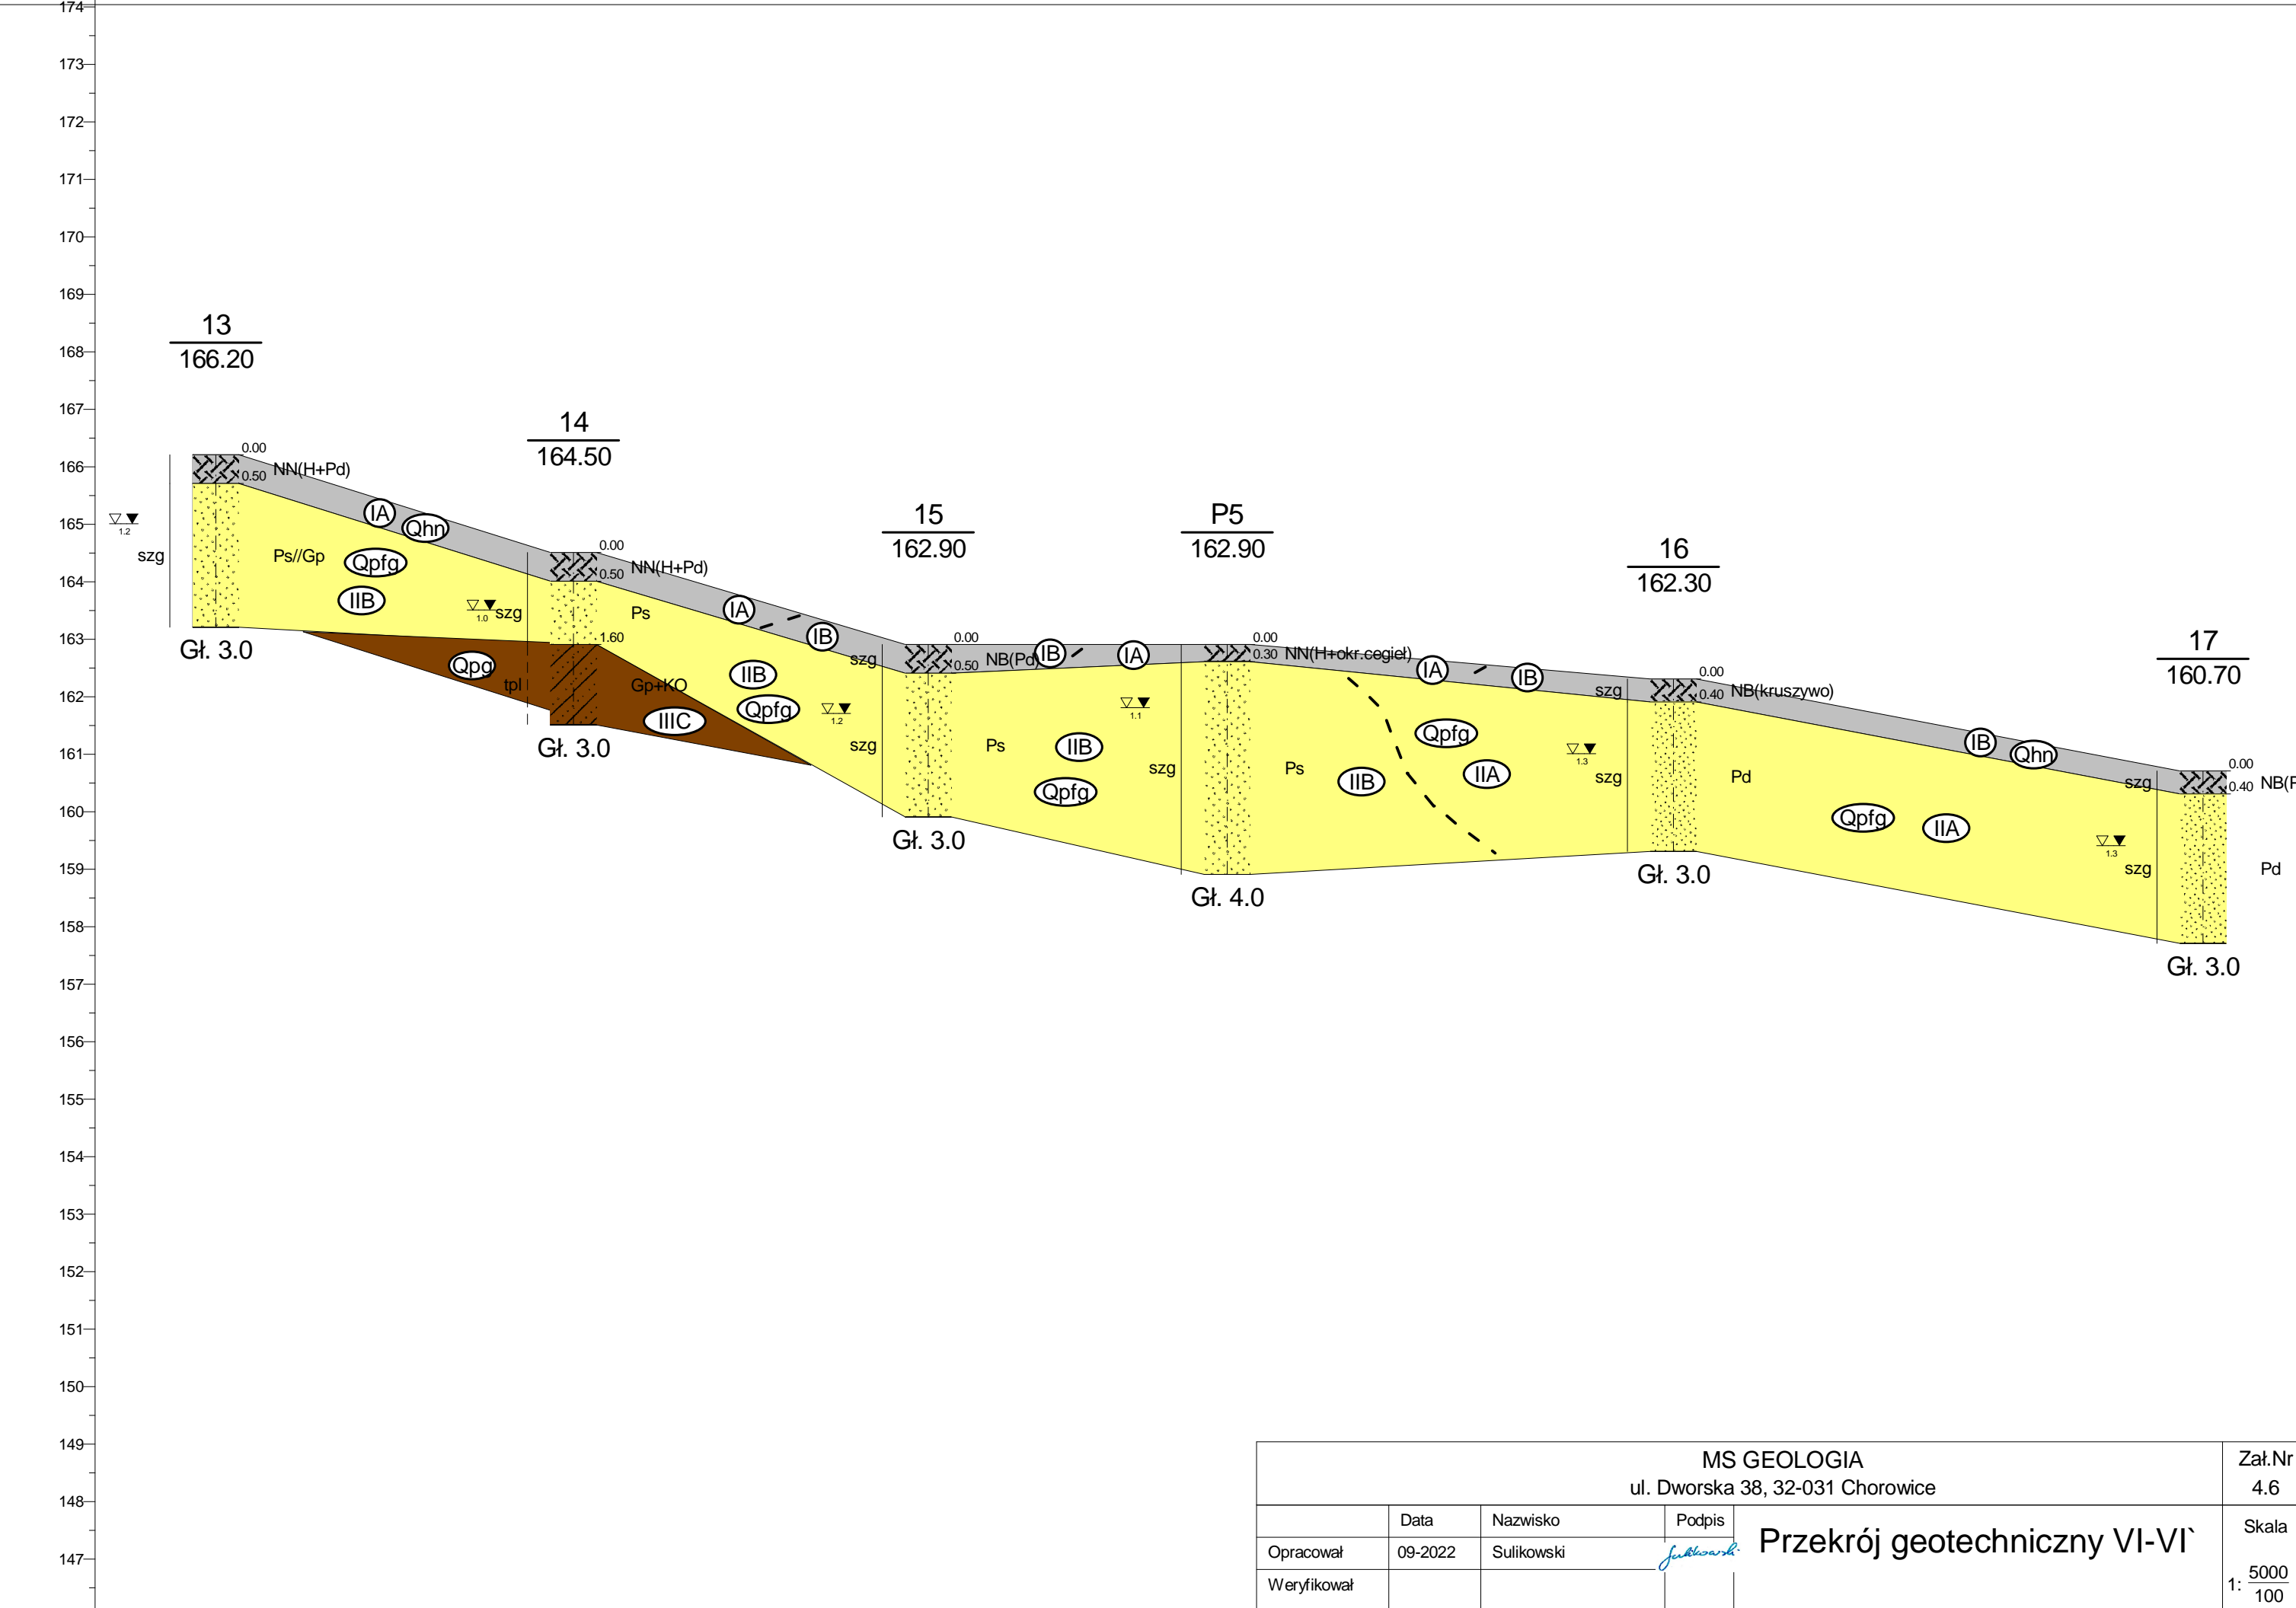 174
173
172
171
170
169
168
167
166
165
164
163
162
161
160
159
158
157
156
155
154
153
152
151
150
149
148
147
13
166.20
0.00
0.50
NN(H+Pd)
1.2
szg
Ps//Gp
IA
Qhn
Qpfg
IIB
Gł. 3.0
14
164.50
0.00
0.50
NN(H+Pd)
1.0
szg
Ps
1.60
Qpg
tpl
Gp+KO
IIIC
Gł. 3.0
IA
IB
IIB
Qpfg
15
162.90
szg
0.00
0.50
NB(Pd)
1.2
szg
Ps
Gł. 3.0
IB
IA
IIB
Qpfg
P5
162.90
0.00
0.30
NN(H+okr.cegieł)
1.1
szg
Ps
Gł. 4.0
IA
IB
Qpfg
IIB
IIA
16
162.30
szg
0.00
0.40
NB(kruszywo)
1.3
szg
Pd
Gł. 3.0
IB
Qhn
Qpfg
IIA
17
160.70
szg
0.00
0.40
1.3
szg
Pd
Gł. 3.0
MS GEOLOGIA
ul. Dworska 38, 32-031 Chorowice
Zał.Nr
4.6
Data
Nazwisko
Podpis
Opracował
09-2022
Sulikowski
Sulikowski
Weryfikował
Przekrój geotechniczny VI-VI`
Skala
1: 5000
100